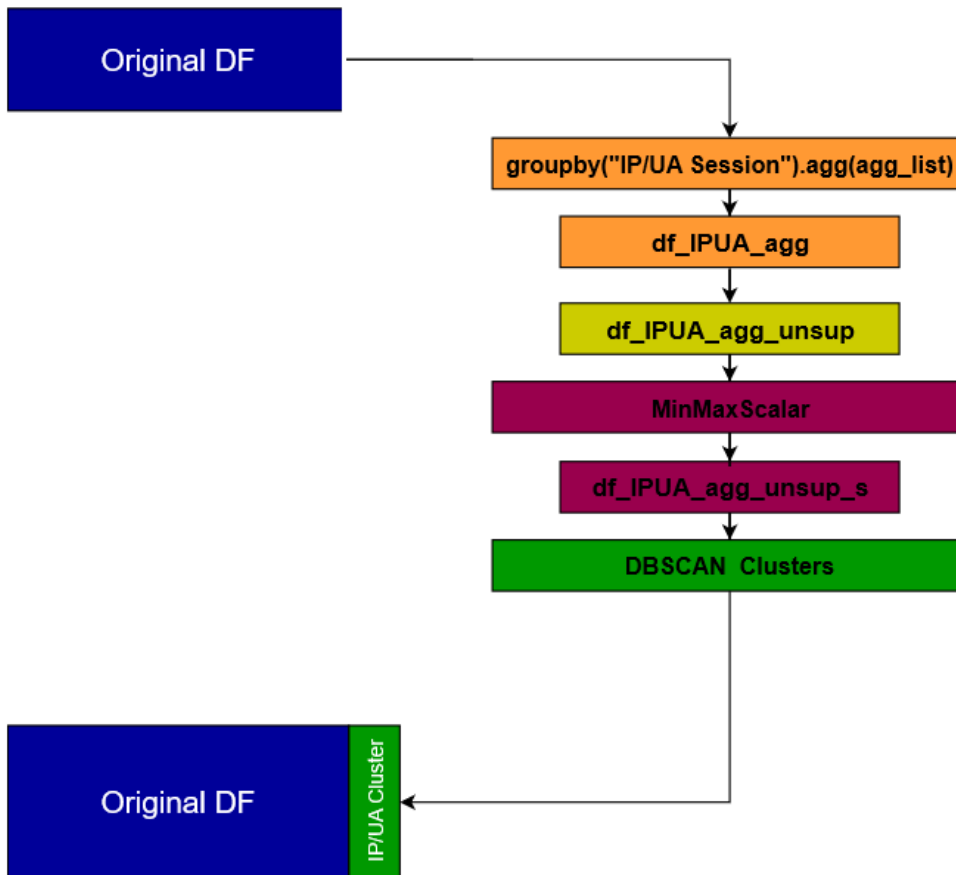 Original DF
groupby("IP/UA Session").agg(agg_list)
df_IPUA_agg
df_IPUA_agg_unsup
MinMaxScalar
df_IPUA_agg_unsup_s
DBSCAN Clusters
Original DF
IP/UA Cluster